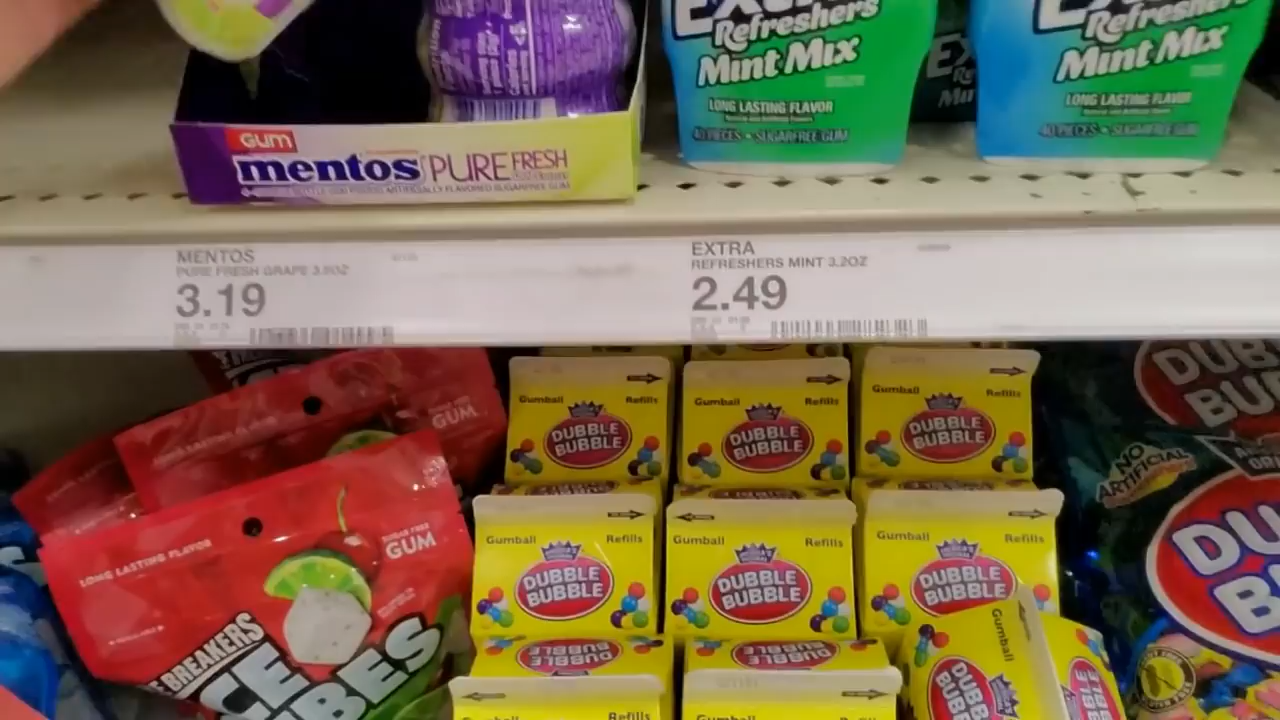 Extra
Refreshers
Mint Mix
LONG LASTING FLAVOR
40 PIECES • SUGARFREE GUM
Extra
Refreshers
Mint Mix
LONG LASTING FLAVOR
40 PIECES • SUGARFREE GUM
GUM
mentos PURE FRESH
MENTOS
PURE FRESH GRAPE
3.19
EXTRA
REFRESHERS MINT 3.2OZ
2.49
GUM
LONG LASTING FLAVOR
SUGAR FREE
GUM
ICE BREAKERS
ICE
CUBES
Gumball Refills
DUBBLE
BUBBLE
Gumball Refills
DUBBLE
BUBBLE
Gumball Refills
DUBBLE
BUBBLE
Gumball Refills
DUBBLE
BUBBLE
Gumball Refills
DUBBLE
BUBBLE
Gumball Refills
DUBBLE
BUBBLE
DUBBLE
BUBBLE
DUBBLE
Gumball Refills
Gumball
Gumball
DUBBLE
BUBBLE
DUBB
BUB
NO
ARTIFICIAL
DU
B